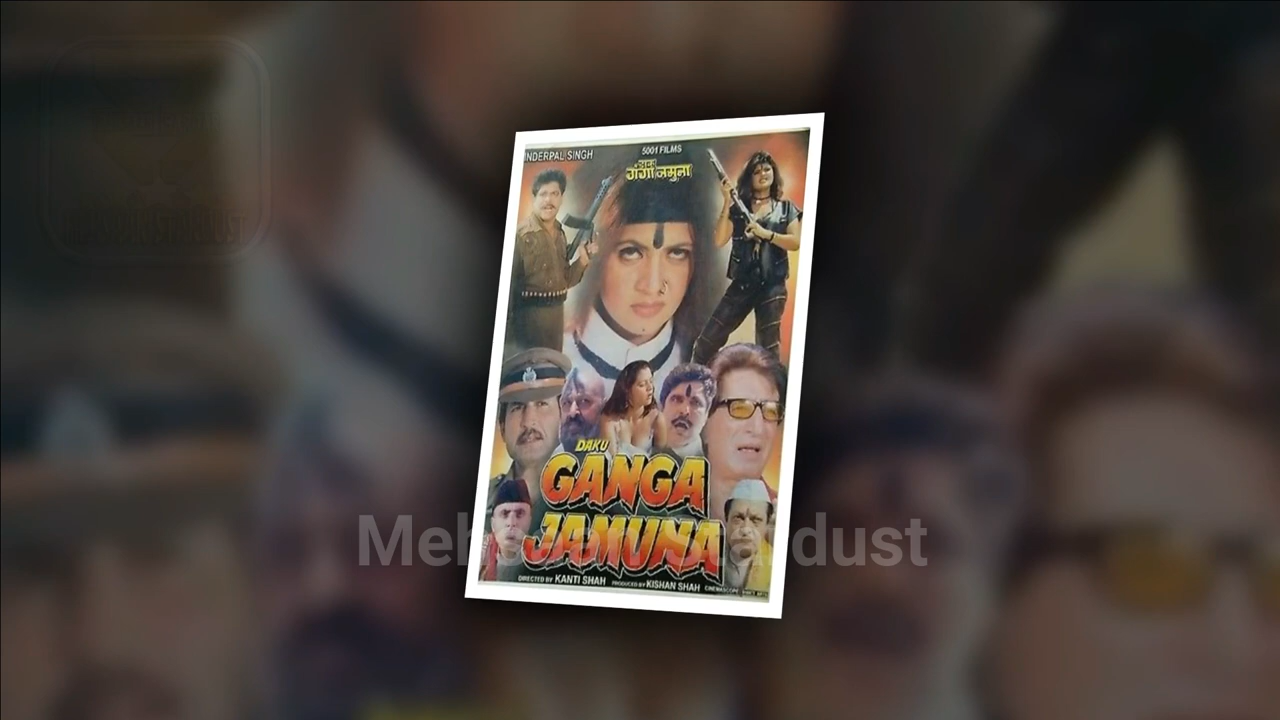 INDERPAL SINGH
5001 FILMS
डाकू
गंगा जमुना
DAKU
GANGA
JAMUNA
DIRECTED BY KANTI SHAH PRODUCED BY KISHAN SHAH CINEMASCOPE